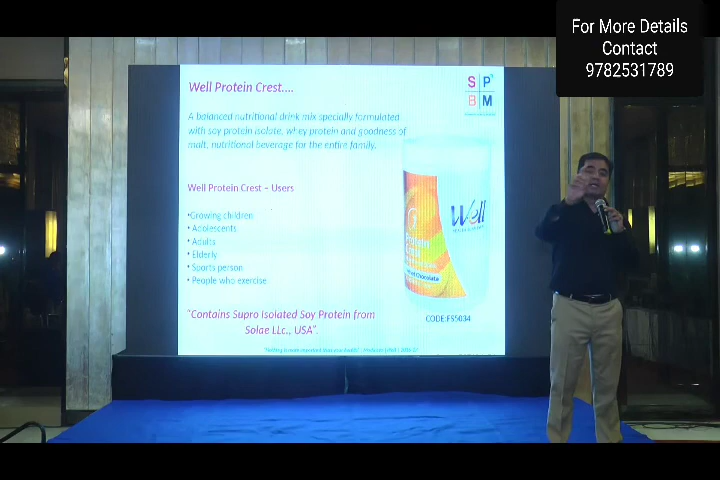 For More Details
Contact
9782531789
Well Protein Crest....
S P
B M
A balanced nutritional drink mix specially formulated
with soy protein isolate, whey protein and goodness of
malt, nutritional beverage for the entire family.
Well Protein Crest – Users
• Growing children
• Adolescents
• Adults
• Elderly
• Sports person
• People who exercise
Well
Chocolate
CODE:FS5034
"Contains Supro Isolated Soy Protein from
Solae LLc., USA".